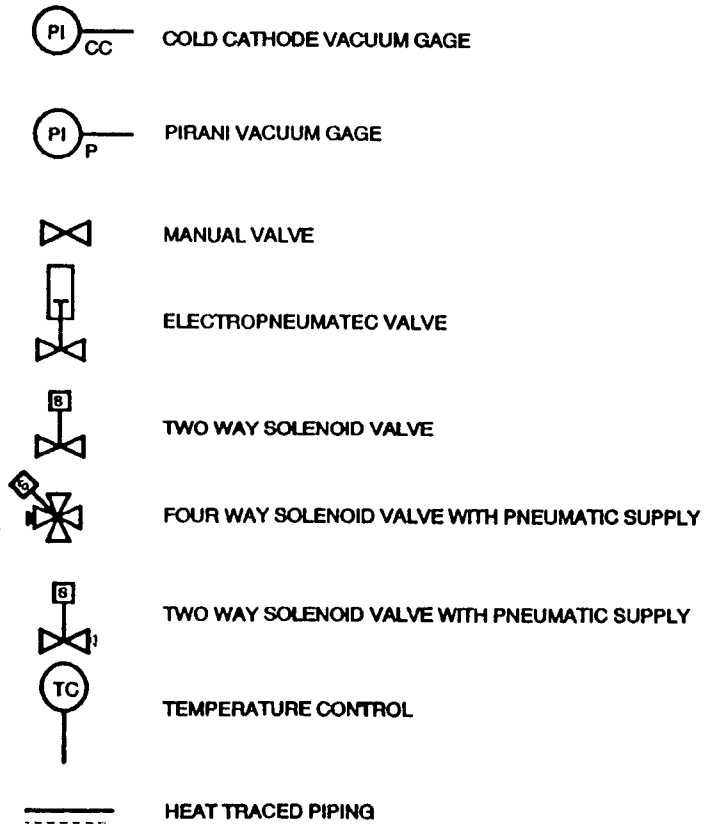 PI CC COLD CATHODE VACUUM GAGE
PI P PIRANI VACUUM GAGE
MANUAL VALVE
ELECTROPNEUMATEC VALVE
S TWO WAY SOLENOID VALVE
S FOUR WAY SOLENOID VALVE WITH PNEUMATIC SUPPLY
S TWO WAY SOLENOID VALVE WITH PNEUMATIC SUPPLY
TC TEMPERATURE CONTROL
HEAT TRACED PIPING